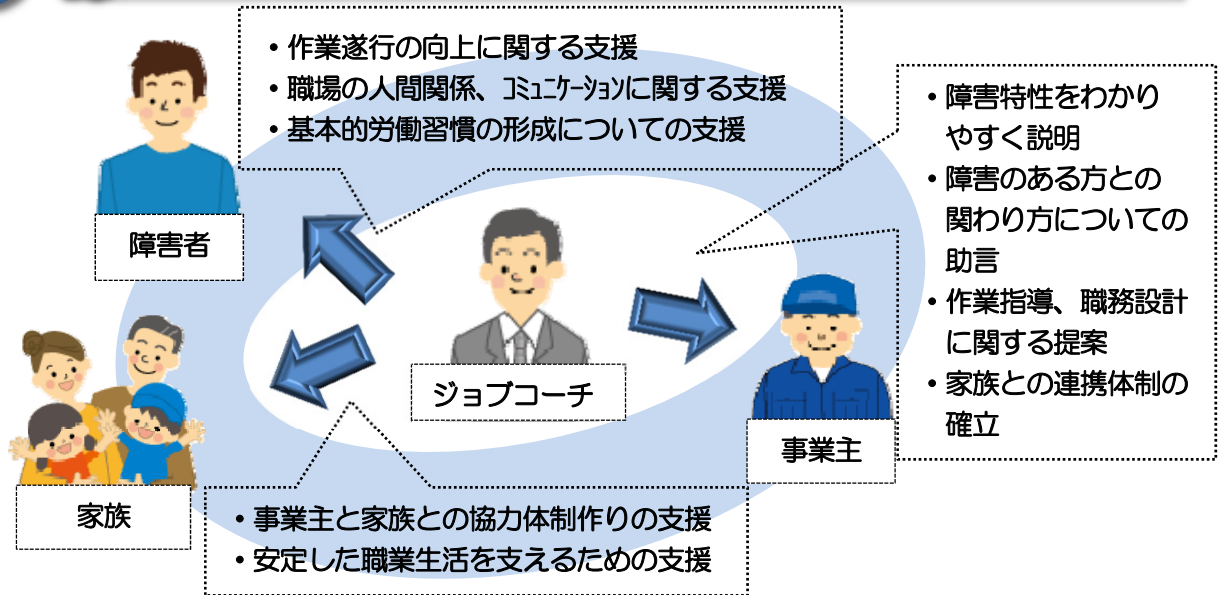 ・作業遂行の向上に関する支援
・職場の人間関係、ｺﾐｭﾆｹｰｼｮﾝに関する支援
・基本的労働習慣の形成についての支援
・障害特性をわかり
やすく説明
・障害のある方との
関わり方についての
助言
・作業指導、職務設計
に関する提案
・家族との連携体制の
確立
障害者
ジョブコーチ
事業主
家族
・事業主と家族との協力体制作りの支援
・安定した職業生活を支えるための支援